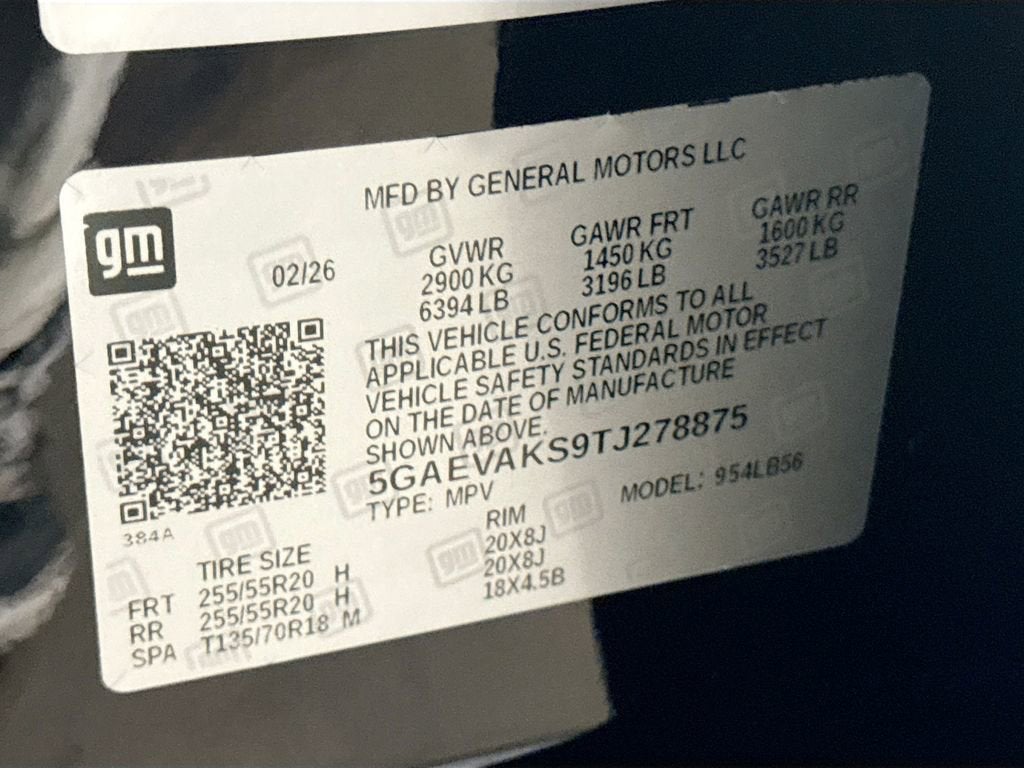 MFD BY GENERAL MOTORS LLC
gm
02/26
GVWR GAWR FRT GAWR RR
2900 KG 1450 KG 1600 KG
6394 LB 3196 LB 3527 LB
THIS VEHICLE CONFORMS TO ALL
APPLICABLE U.S. FEDERAL MOTOR
VEHICLE SAFETY STANDARDS IN EFFECT
ON THE DATE OF MANUFACTURE
SHOWN ABOVE.
5GAEVAKS9TJ278875
TYPE: MPV MODEL: 954LB56
384A
TIRE SIZE RIM
FRT 255/55R20 H 20X8J
RR 255/55R20 H 20X8J
SPA T135/70R18 M 18X4.5B